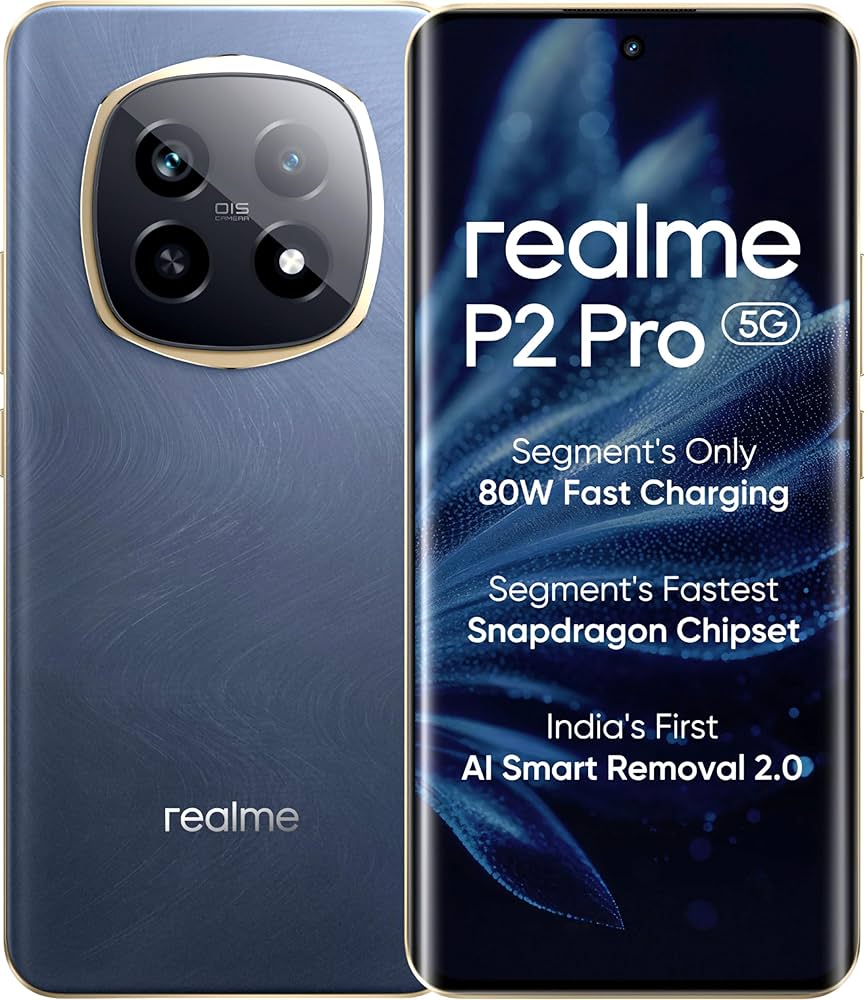 OIS
CAMERA
realme
realme
P2 Pro 5G
Segment's Only
80W Fast Charging
Segment's Fastest
Snapdragon Chipset
India's First
AI Smart Removal 2.0